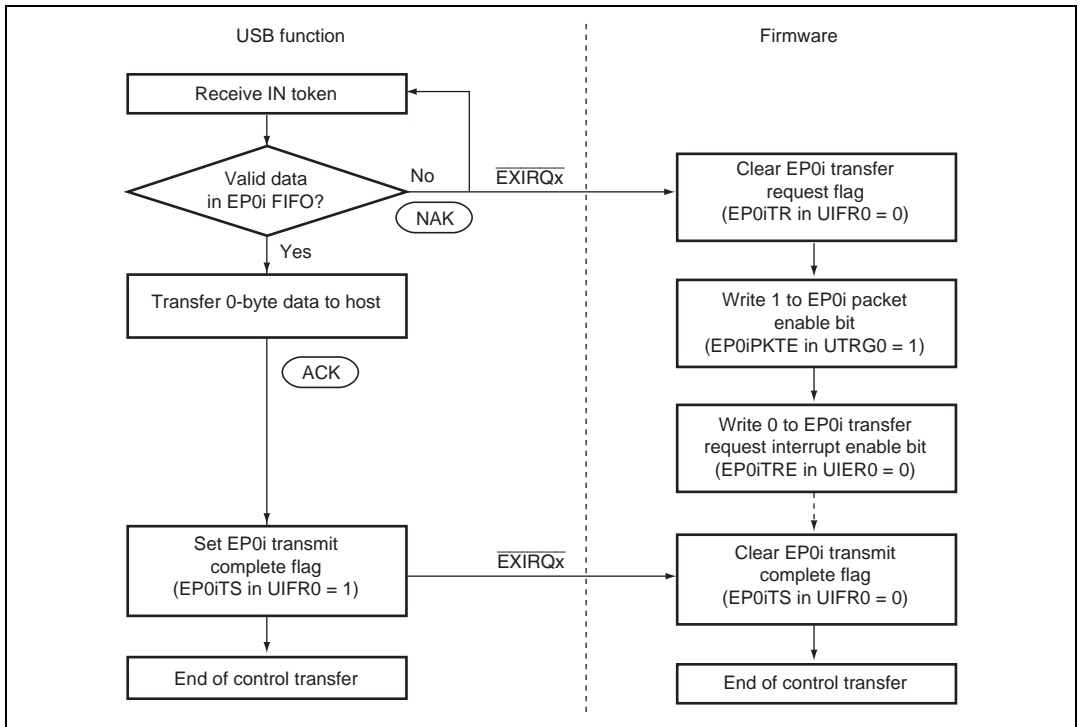 USB function
Firmware
Receive IN token
Valid data
in EP0i FIFO?
No
EXIRQx
NAK
Yes
Clear EP0i transfer
request flag
(EP0iTR in UIFR0 = 0)
Transfer 0-byte data to host
Write 1 to EP0i packet
enable bit
(EP0iPKTE in UTRG0 = 1)
ACK
Write 0 to EP0i transfer
request interrupt enable bit
(EP0iTRE in UIER0 = 0)
Set EP0i transmit
complete flag
(EP0iTS in UIFR0 = 1)
EXIRQx
Clear EP0i transmit
complete flag
(EP0iTS in UIFR0 = 0)
End of control transfer
End of control transfer